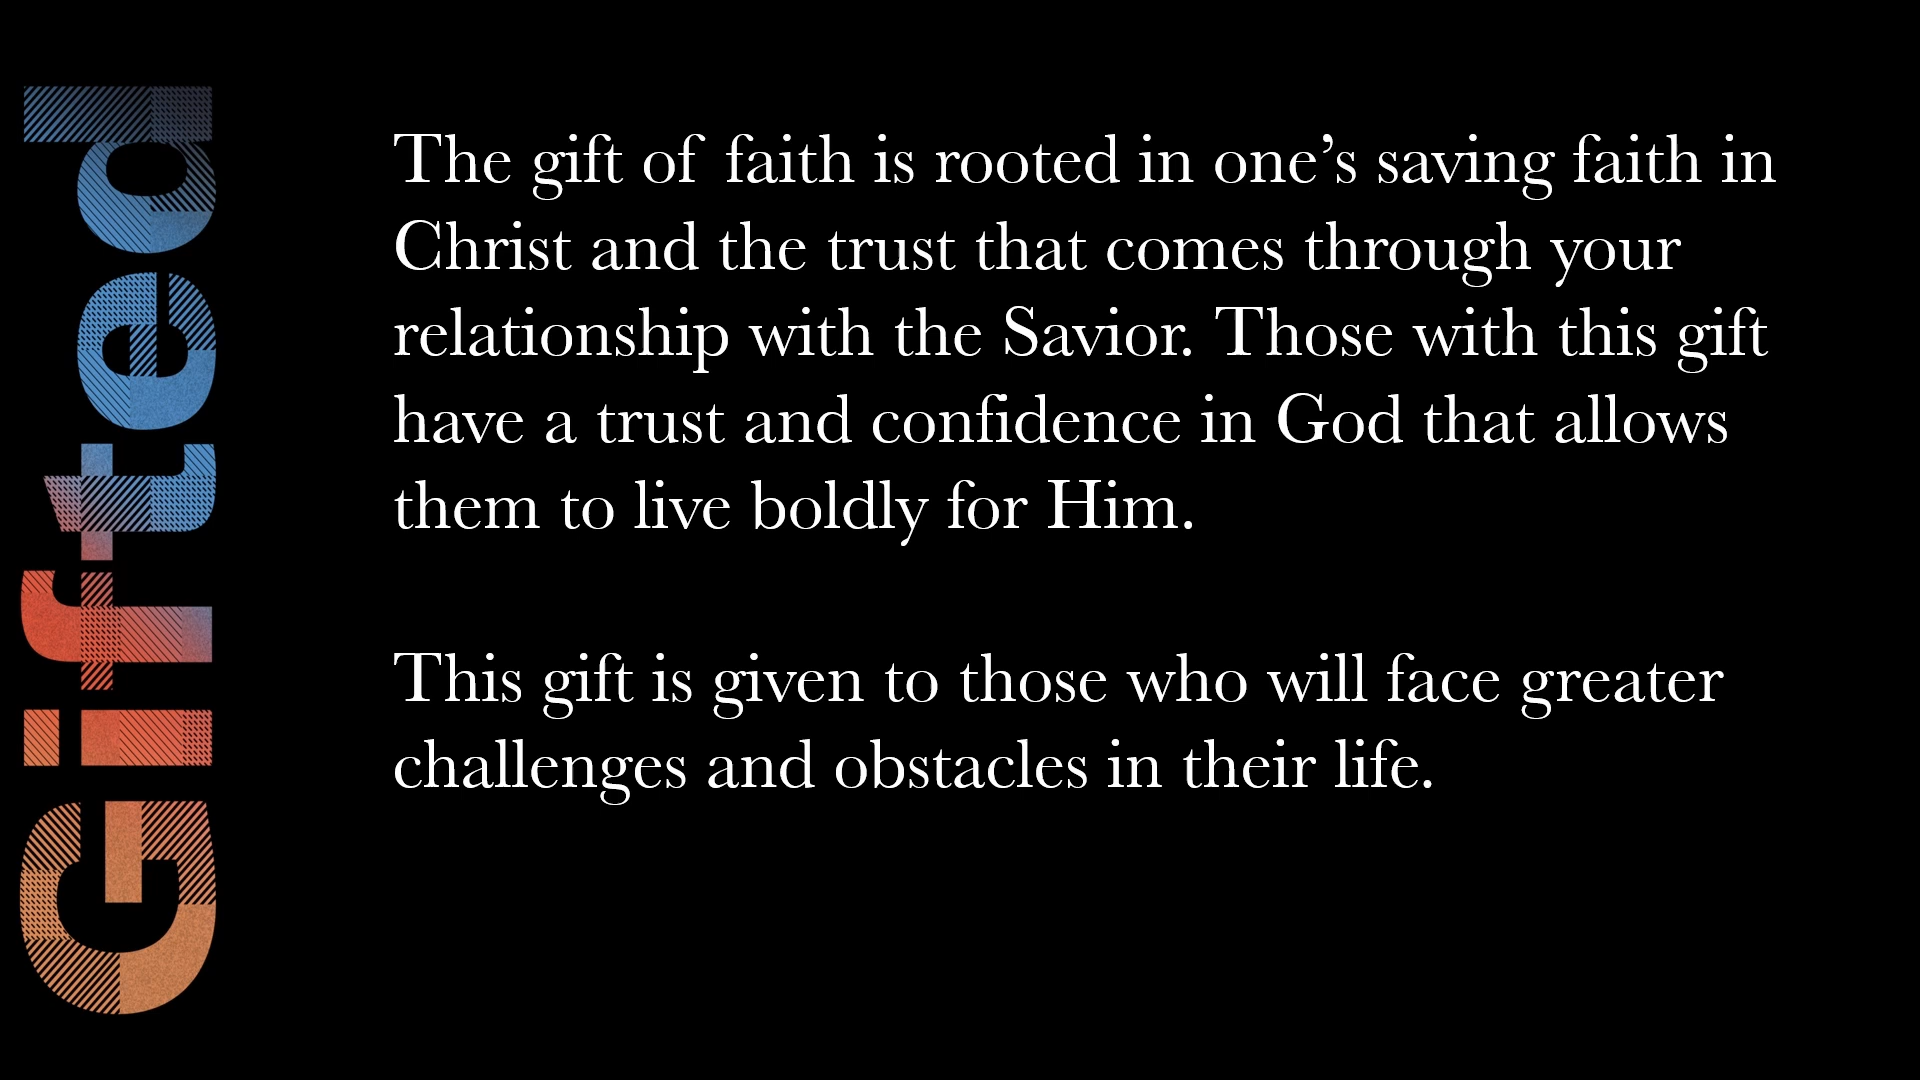 Gifted
The gift of faith is rooted in one’s saving faith in
Christ and the trust that comes through your
relationship with the Savior. Those with this gift
have a trust and confidence in God that allows
them to live boldly for Him.
This gift is given to those who will face greater
challenges and obstacles in their life.